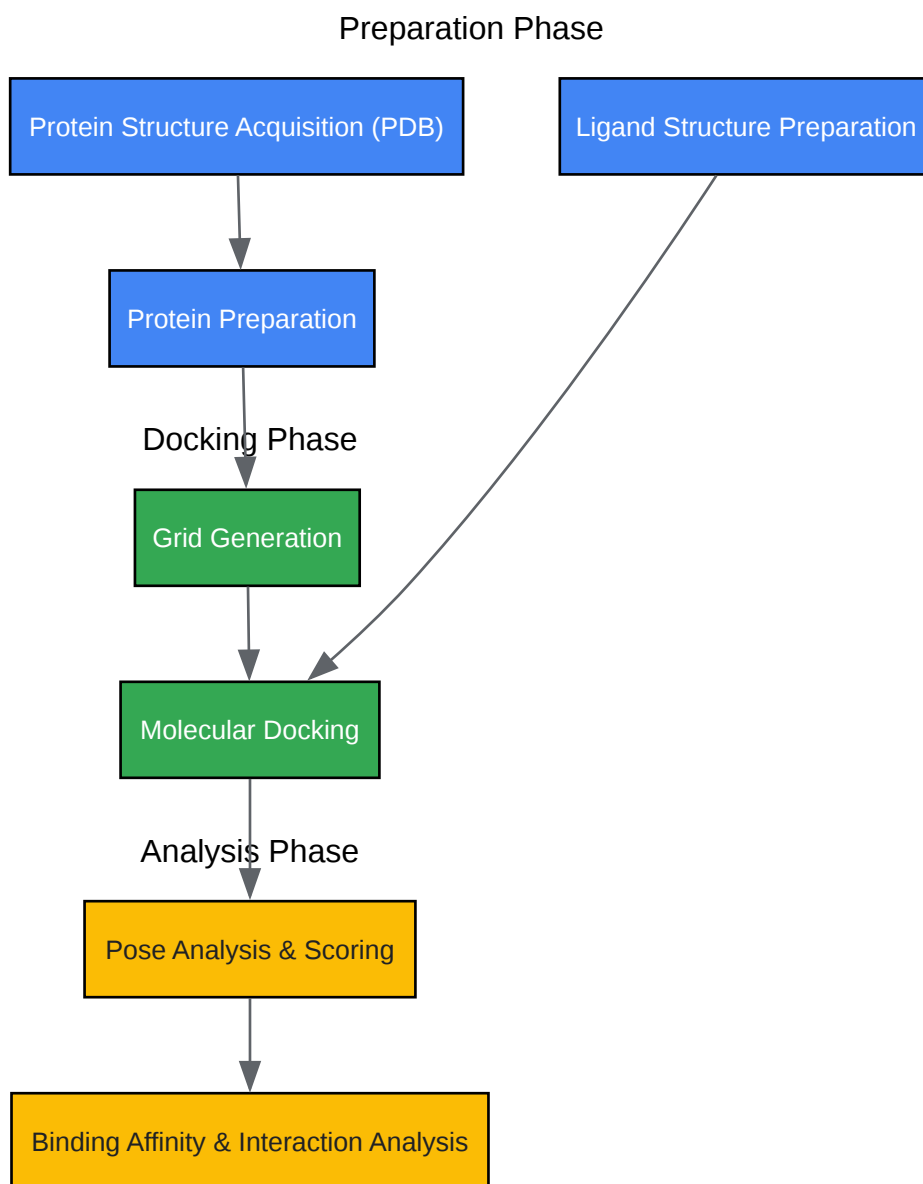 Preparation Phase
Protein Structure Acquisition (PDB)
Ligand Structure Preparation
Protein Preparation
Docking Phase
Grid Generation
Molecular Docking
Analysis Phase
Pose Analysis & Scoring
Binding Affinity & Interaction Analysis